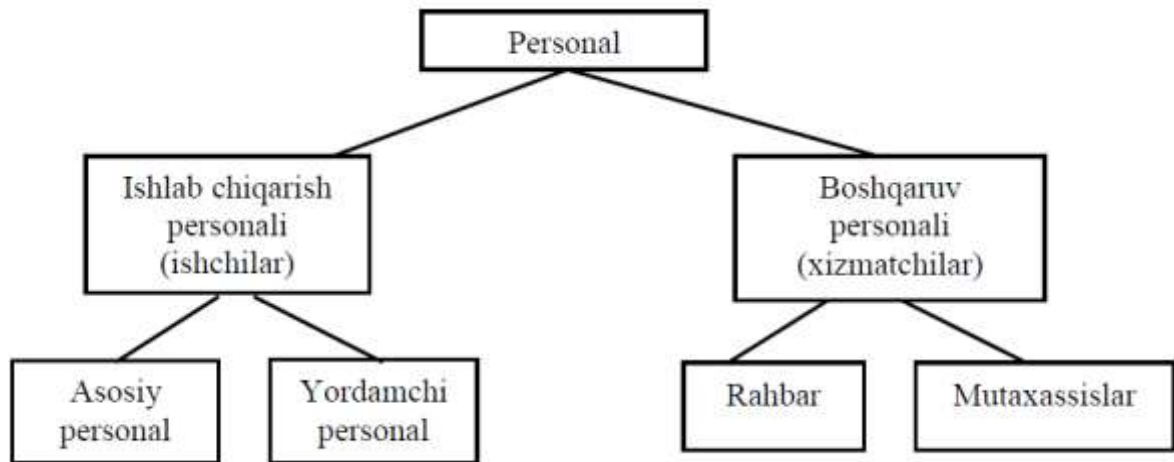 Personal
Ishlab chiqarish
personali
(ishchilar)
Boshqaruv
personali
(xizmatchilar)
Asosiy
personal
Yordamchi
personal
Rahbar
Mutaxassislar